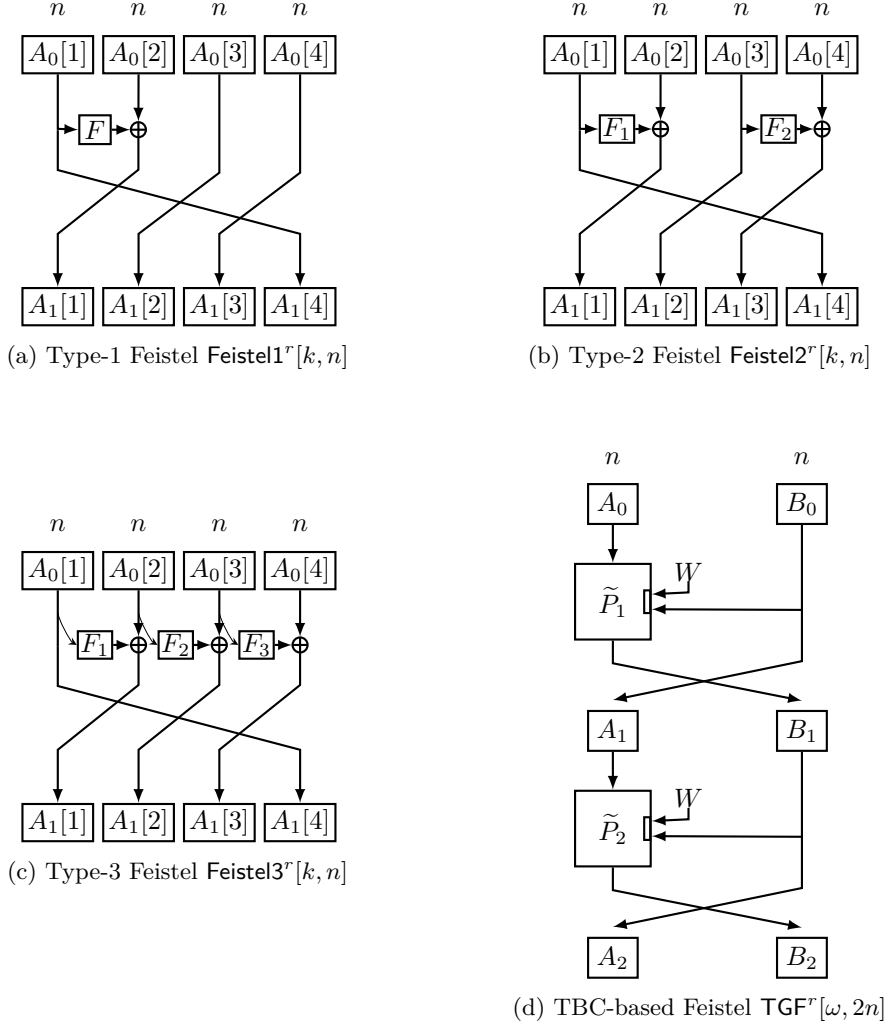 n n n n
A₀[1] A₀[2] A₀[3] A₀[4]
F
A₁[1] A₁[2] A₁[3] A₁[4]
(a) Type-1 Feistel Feistel1ʳ[k, n]
n n n n
A₀[1] A₀[2] A₀[3] A₀[4]
F₁ F₂
A₁[1] A₁[2] A₁[3] A₁[4]
(b) Type-2 Feistel Feistel2ʳ[k, n]
n n n n
A₀[1] A₀[2] A₀[3] A₀[4]
F₁ F₂ F₃
A₁[1] A₁[2] A₁[3] A₁[4]
(c) Type-3 Feistel Feistel3ʳ[k, n]
n n
A₀ B₀
W
P̃₁
A₁ B₁
W
P̃₂
A₂ B₂
(d) TBC-based Feistel TGFʳ[ω, 2n]